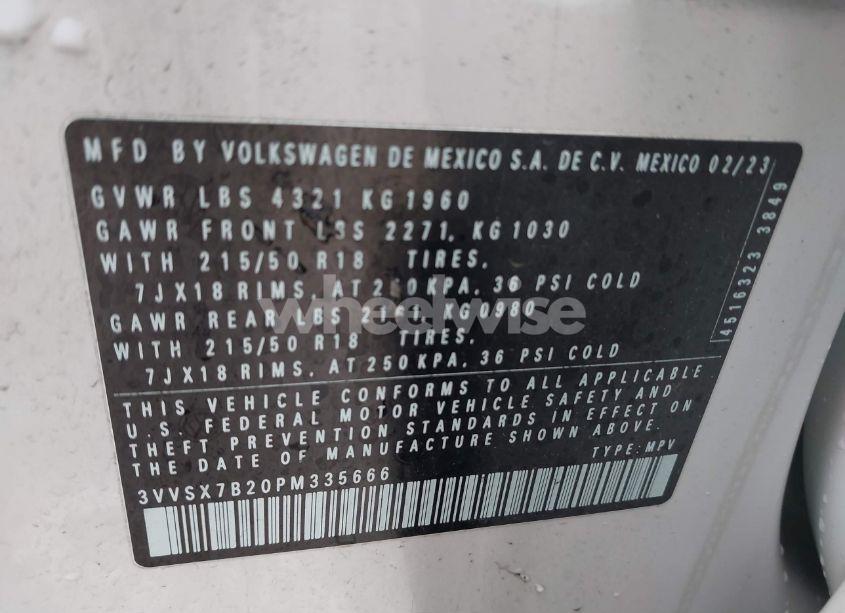 MFD BY VOLKSWAGEN DE MEXICO S.A. DE C.V. MEXICO 02/23
GVWR LBS 4321 KG 1960
GAWR FRONT LBS 2271, KG 1030
WITH 215/50 R18 TIRES,
7JX18 RIMS, AT 250 KPA, 36 PSI COLD
GAWR REAR LBS 2161, KG 0980
WITH 215/50 R18 TIRES,
7JX18 RIMS, AT 250 KPA, 36 PSI COLD
THIS VEHICLE CONFORMS TO ALL APPLICABLE
U.S. FEDERAL MOTOR VEHICLE SAFETY AND
THEFT PREVENTION STANDARDS IN EFFECT ON
THE DATE OF MANUFACTURE SHOWN ABOVE.
TYPE: MPV
3VVSX7B20PM335666
4516323 3849
wheelwise